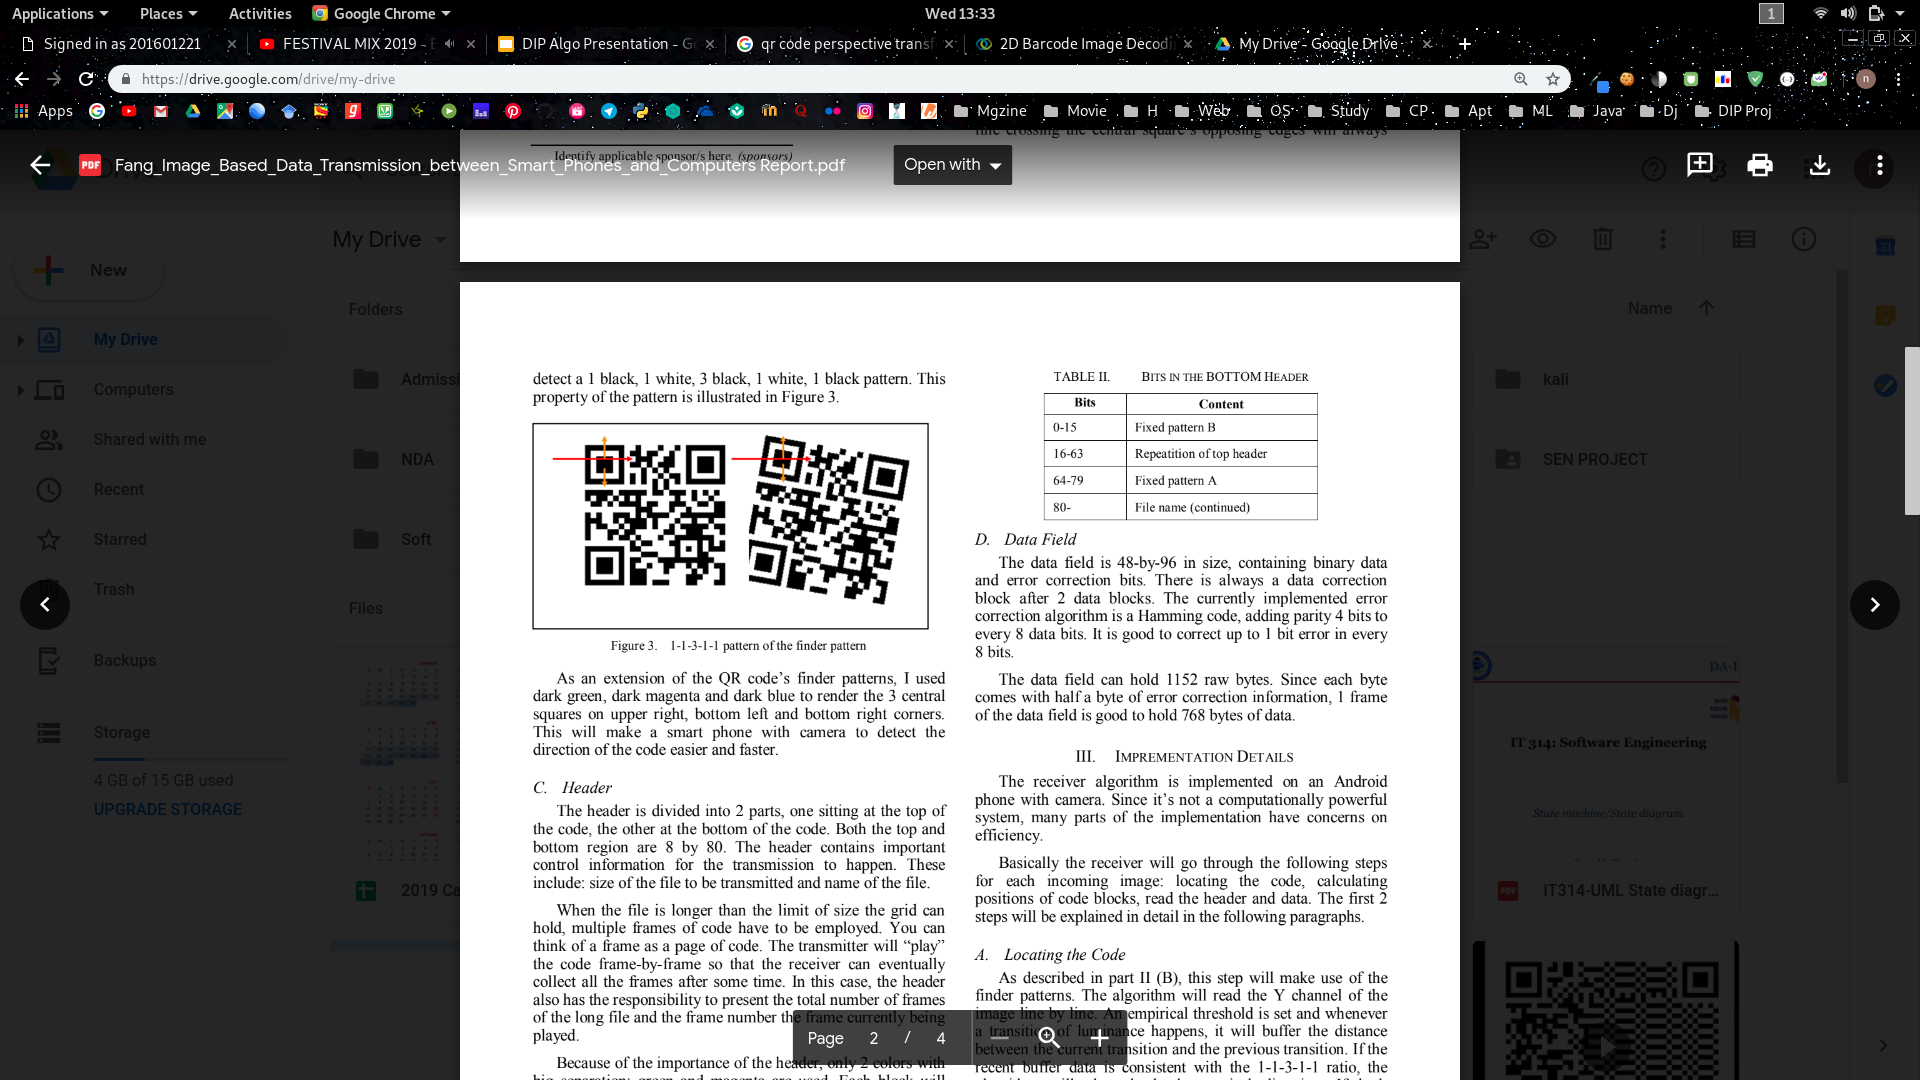 Applications
Places
Activities
Google Chrome
Wed 13:33
1
Signed in as 201601221
FESTIVAL MIX 2019 -
DIP Algo Presentation - Go
qr code perspective transf
2D Barcode Image Decodi
My Drive - Google Drive
https://drive.google.com/drive/my-drive
n
Apps
Mgzine
Movie
H
Web
OS
Study
CP
Apt
ML
Java
Dj
DIP Proj
line crossing the central square's opposing edges will always
Identify applicable sponsor/s here. (sponsors)
PDF
Fang_Image_Based_Data_Transmission_between_Smart_Phones_and_Computers Report.pdf
Open with
My Drive
New
Folders
Name
My Drive
Computers
Shared with me
Recent
Starred
Trash
Backups
Storage
4 GB of 15 GB used
UPGRADE STORAGE
Admissi
NDA
Soft
Files
2019 Ca
kali
SEN PROJECT
31
DA-I
IT 314: Software Engineering
State machine/State diagram
PDF
IT314-UML State diagr...
detect a 1 black, 1 white, 3 black, 1 white, 1 black pattern. This
property of the pattern is illustrated in Figure 3.
Figure 3. 1-1-3-1-1 pattern of the finder pattern
As an extension of the QR code's finder patterns, I used
dark green, dark magenta and dark blue to render the 3 central
squares on upper right, bottom left and bottom right corners.
This will make a smart phone with camera to detect the
direction of the code easier and faster.
C. Header
The header is divided into 2 parts, one sitting at the top of
the code, the other at the bottom of the code. Both the top and
bottom region are 8 by 80. The header contains important
control information for the transmission to happen. These
include: size of the file to be transmitted and name of the file.
When the file is longer than the limit of size the grid can
hold, multiple frames of code have to be employed. You can
think of a frame as a page of code. The transmitter will “play”
the code frame-by-frame so that the receiver can eventually
collect all the frames after some time. In this case, the header
also has the responsibility to present the total number of frames
of the long file and the frame number the frame currently being
played.
Because of the importance of the header, only 2 colors with
big separation: green and magenta are used. Each block will
TABLE II. BITS IN THE BOTTOM HEADER
Bits Content
0-15 Fixed pattern B
16-63 Repeatition of top header
64-79 Fixed pattern A
80- File name (continued)
D. Data Field
The data field is 48-by-96 in size, containing binary data
and error correction bits. There is always a data correction
block after 2 data blocks. The currently implemented error
correction algorithm is a Hamming code, adding parity 4 bits to
every 8 data bits. It is good to correct up to 1 bit error in every
8 bits.
The data field can hold 1152 raw bytes. Since each byte
comes with half a byte of error correction information, 1 frame
of the data field is good to hold 768 bytes of data.
III. IMPREMENTATION DETAILS
The receiver algorithm is implemented on an Android
phone with camera. Since it's not a computationally powerful
system, many parts of the implementation have concerns on
efficiency.
Basically the receiver will go through the following steps
for each incoming image: locating the code, calculating
positions of code blocks, read the header and data. The first 2
steps will be explained in detail in the following paragraphs.
A. Locating the Code
As described in part II (B), this step will make use of the
finder patterns. The algorithm will read the Y channel of the
image line by line. An empirical threshold is set and whenever
a transition of luminance happens, it will buffer the distance
between the current transition and the previous transition. If the
recent buffer data is consistent with the 1-1-3-1-1 ratio, the
Page 2 / 4